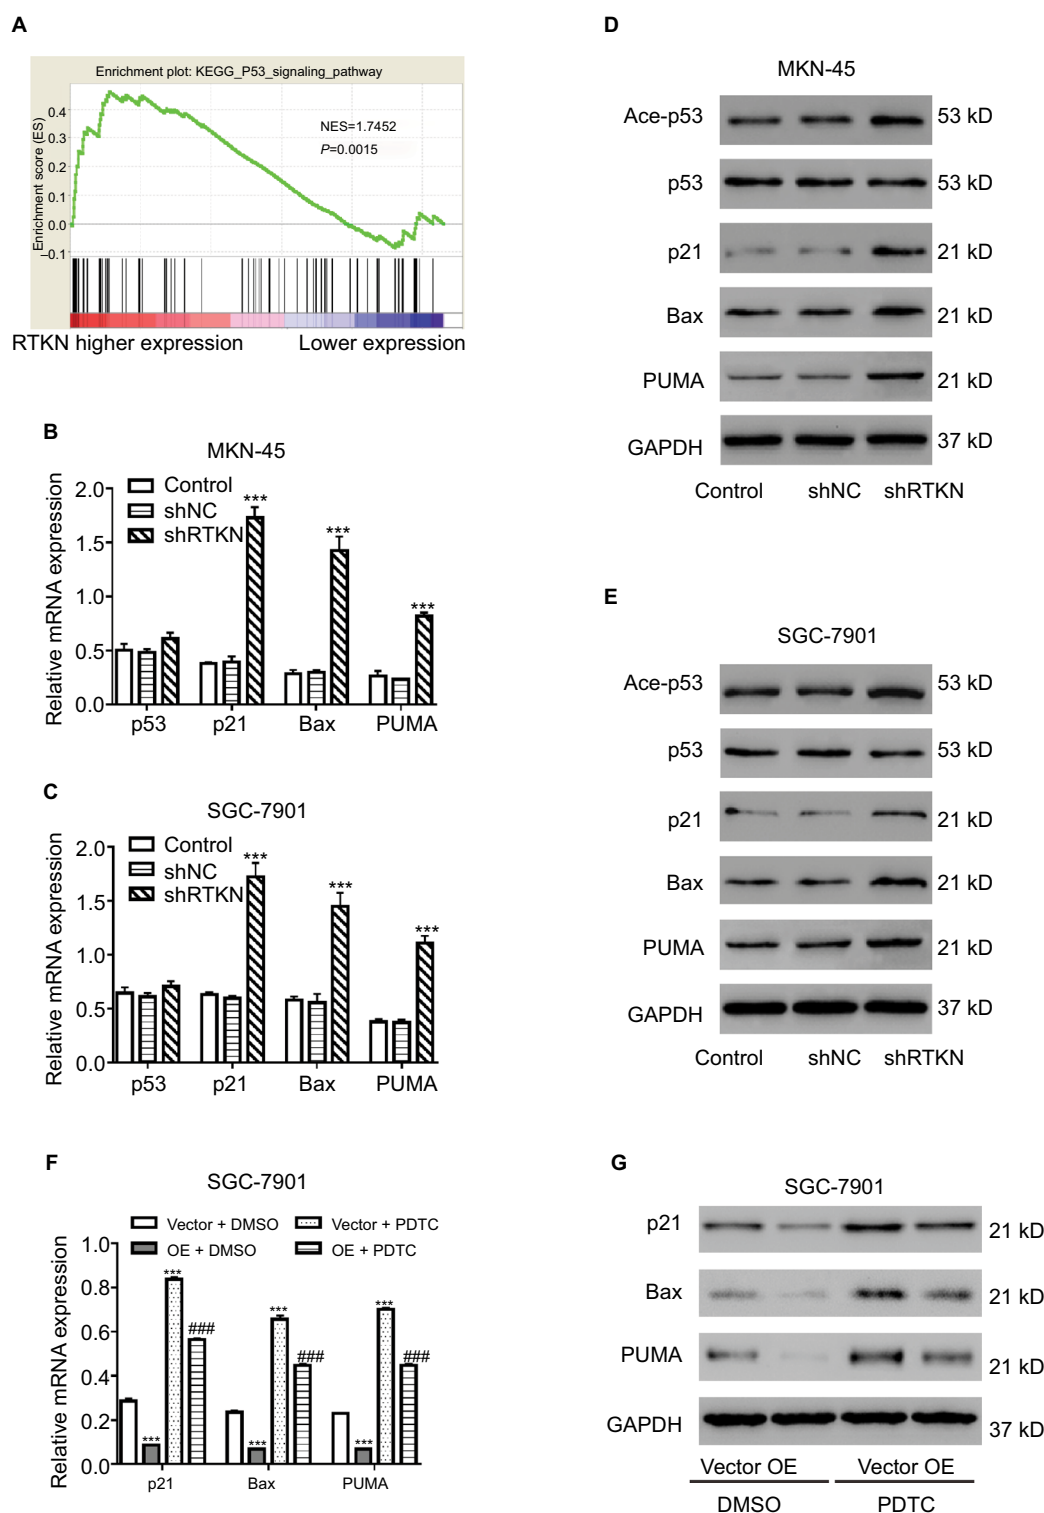 A
Enrichment plot: KEGG_P53_signaling_pathway
Enrichment score (ES)
0.4
0.3
0.2
0.1
0.0
–0.1
NES=1.7452
P=0.0015
RTKN higher expression
Lower expression
B
MKN-45
Relative mRNA expression
2.0
1.5
1.0
0.5
0.0
Control
shNC
shRTKN
***
***
***
p53 p21 Bax PUMA
C
SGC-7901
Relative mRNA expression
2.0
1.5
1.0
0.5
0.0
Control
shNC
shRTKN
***
***
***
p53 p21 Bax PUMA
D
MKN-45
Ace-p53 53 kD
p53 53 kD
p21 21 kD
Bax 21 kD
PUMA 21 kD
GAPDH 37 kD
Control shNC shRTKN
E
SGC-7901
Ace-p53 53 kD
p53 53 kD
p21 21 kD
Bax 21 kD
PUMA 21 kD
GAPDH 37 kD
Control shNC shRTKN
F
SGC-7901
Vector + DMSO Vector + PDTC
OE + DMSO OE + PDTC
Relative mRNA expression
1.0
0.8
0.6
0.4
0.2
0.0
*** *** ###
*** *** ###
*** *** ###
p21 Bax PUMA
G
SGC-7901
p21 21 kD
Bax 21 kD
PUMA 21 kD
GAPDH 37 kD
Vector OE Vector OE
DMSO PDTC